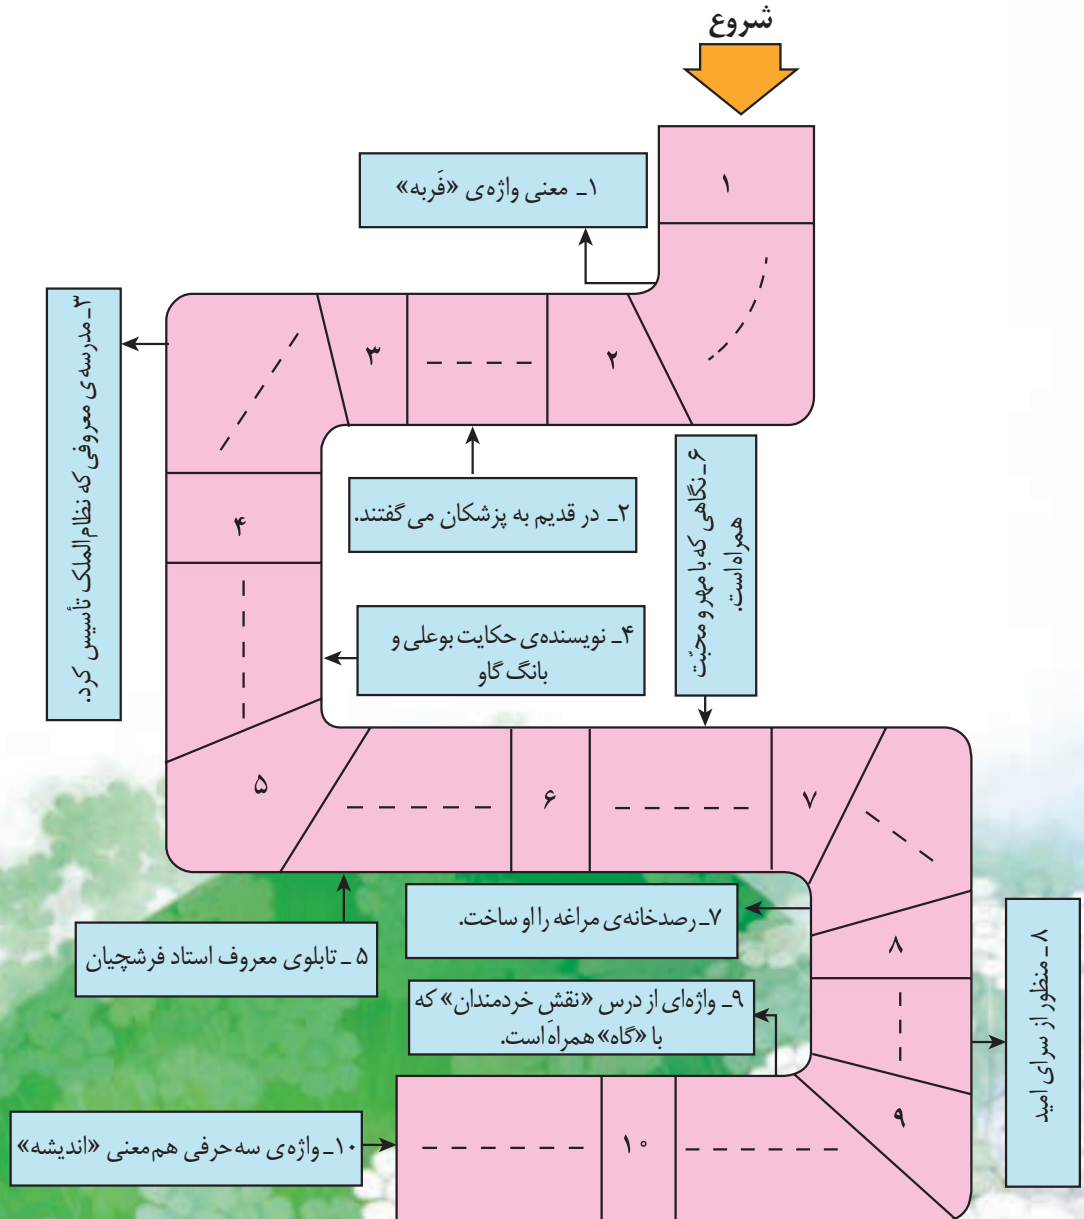 شروع
۱
۱ـ معنی واژه‌ی «فَربه»
۲
۳
۳ـ مدرسه‌ی معروفی که نظام‌الملک تأسیس کرد.
۲ـ در قدیم به پزشکان می‌گفتند.
۴
۴ـ نویسنده‌ی حکایت بوعلی و
بانگ گاو
۶ـ نگاهی که با مهر و محبّت
همراه است.
۵
۶
۷
۵ ـ تابلوی معروف استاد فرشچیان
۷ـ رصدخانه‌ی مراغه را او ساخت.
۸
۸ ـ منظور از سرای امید
۹ـ واژه‌ای از درس «نقشِ خردمندان» که
با «گاه» همراه است.
۹
۱۰
۱۰ـ واژه‌ی سه حرفی هم‌معنی «اندیشه»